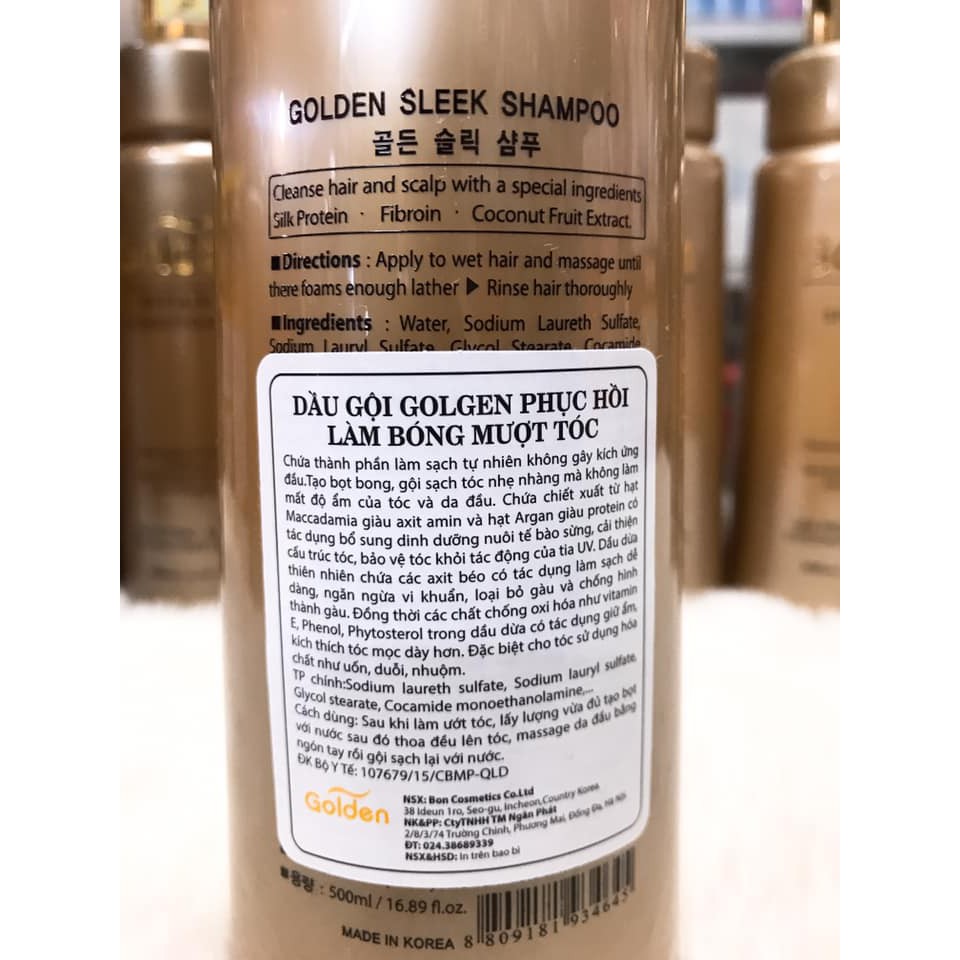 GOLDEN SLEEK SHAMPOO
골든 슬릭 샴푸
Cleanse hair and scalp with a special ingredients
Silk Protein · Fibroin · Coconut Fruit Extract.
■Directions : Apply to wet hair and massage until
there foams enough lather ▶ Rinse hair thoroughly
■Ingredients : Water, Sodium Laureth Sulfate,
Sodium Lauryl Sulfate, Glycol Stearate, Cocamide
DẦU GỘI GOLGEN PHỤC HỒI
LÀM BÓNG MƯỢT TÓC
Chứa thành phần làm sạch tự nhiên không gây kích ứng
đầu.Tạo bọt bong, gội sạch tóc nhẹ nhàng mà không làm
mất độ ẩm của tóc và da đầu. Chứa chiết xuất từ hạt
Maccadamia giàu axit amin và hạt Argan giàu protein có
tác dụng bổ sung dinh dưỡng nuôi tế bào sừng, cải thiện
cấu trúc tóc, bảo vệ tóc khỏi tác động của tia UV. Dầu dừa
thiên nhiên chứa các axit béo có tác dụng làm sạch dễ
dàng, ngăn ngừa vi khuẩn, loại bỏ gàu và chống hình
thành gàu. Đồng thời các chất chống oxi hóa như vitamin
E, Phenol, Phytosterol trong dầu dừa có tác dụng giữ ẩm,
kích thích tóc mọc dày hơn. Đặc biệt cho tóc sử dụng hóa
chất như uốn, duỗi, nhuộm.
TP chính:Sodium laureth sulfate, Sodium lauryl sulfate,
Glycol stearate, Cocamide monoethanolamine,...
Cách dùng: Sau khi làm ướt tóc, lấy lượng vừa đủ tạo bọt
với nước sau đó thoa đều lên tóc, massage da đầu bằng
ngón tay rồi gội sạch lại với nước.
ĐK Bộ Y Tế: 107679/15/CBMP-QLD
Golden
NSX: Bon Cosmetics Co.Ltd
38 Ideun 1ro, Seo-gu, Incheon,Country Korea
NK&PP: CtyTNHH TM Ngân Phát
2/8/3/74 Trường Chinh, Phương Mai, Đống Đa, Hà Nội
ĐT: 024.38689339
NSX&HSD: In trên bao bì
■용량 : 500ml / 16.89 fl.oz.
MADE IN KOREA
8 809181 934645